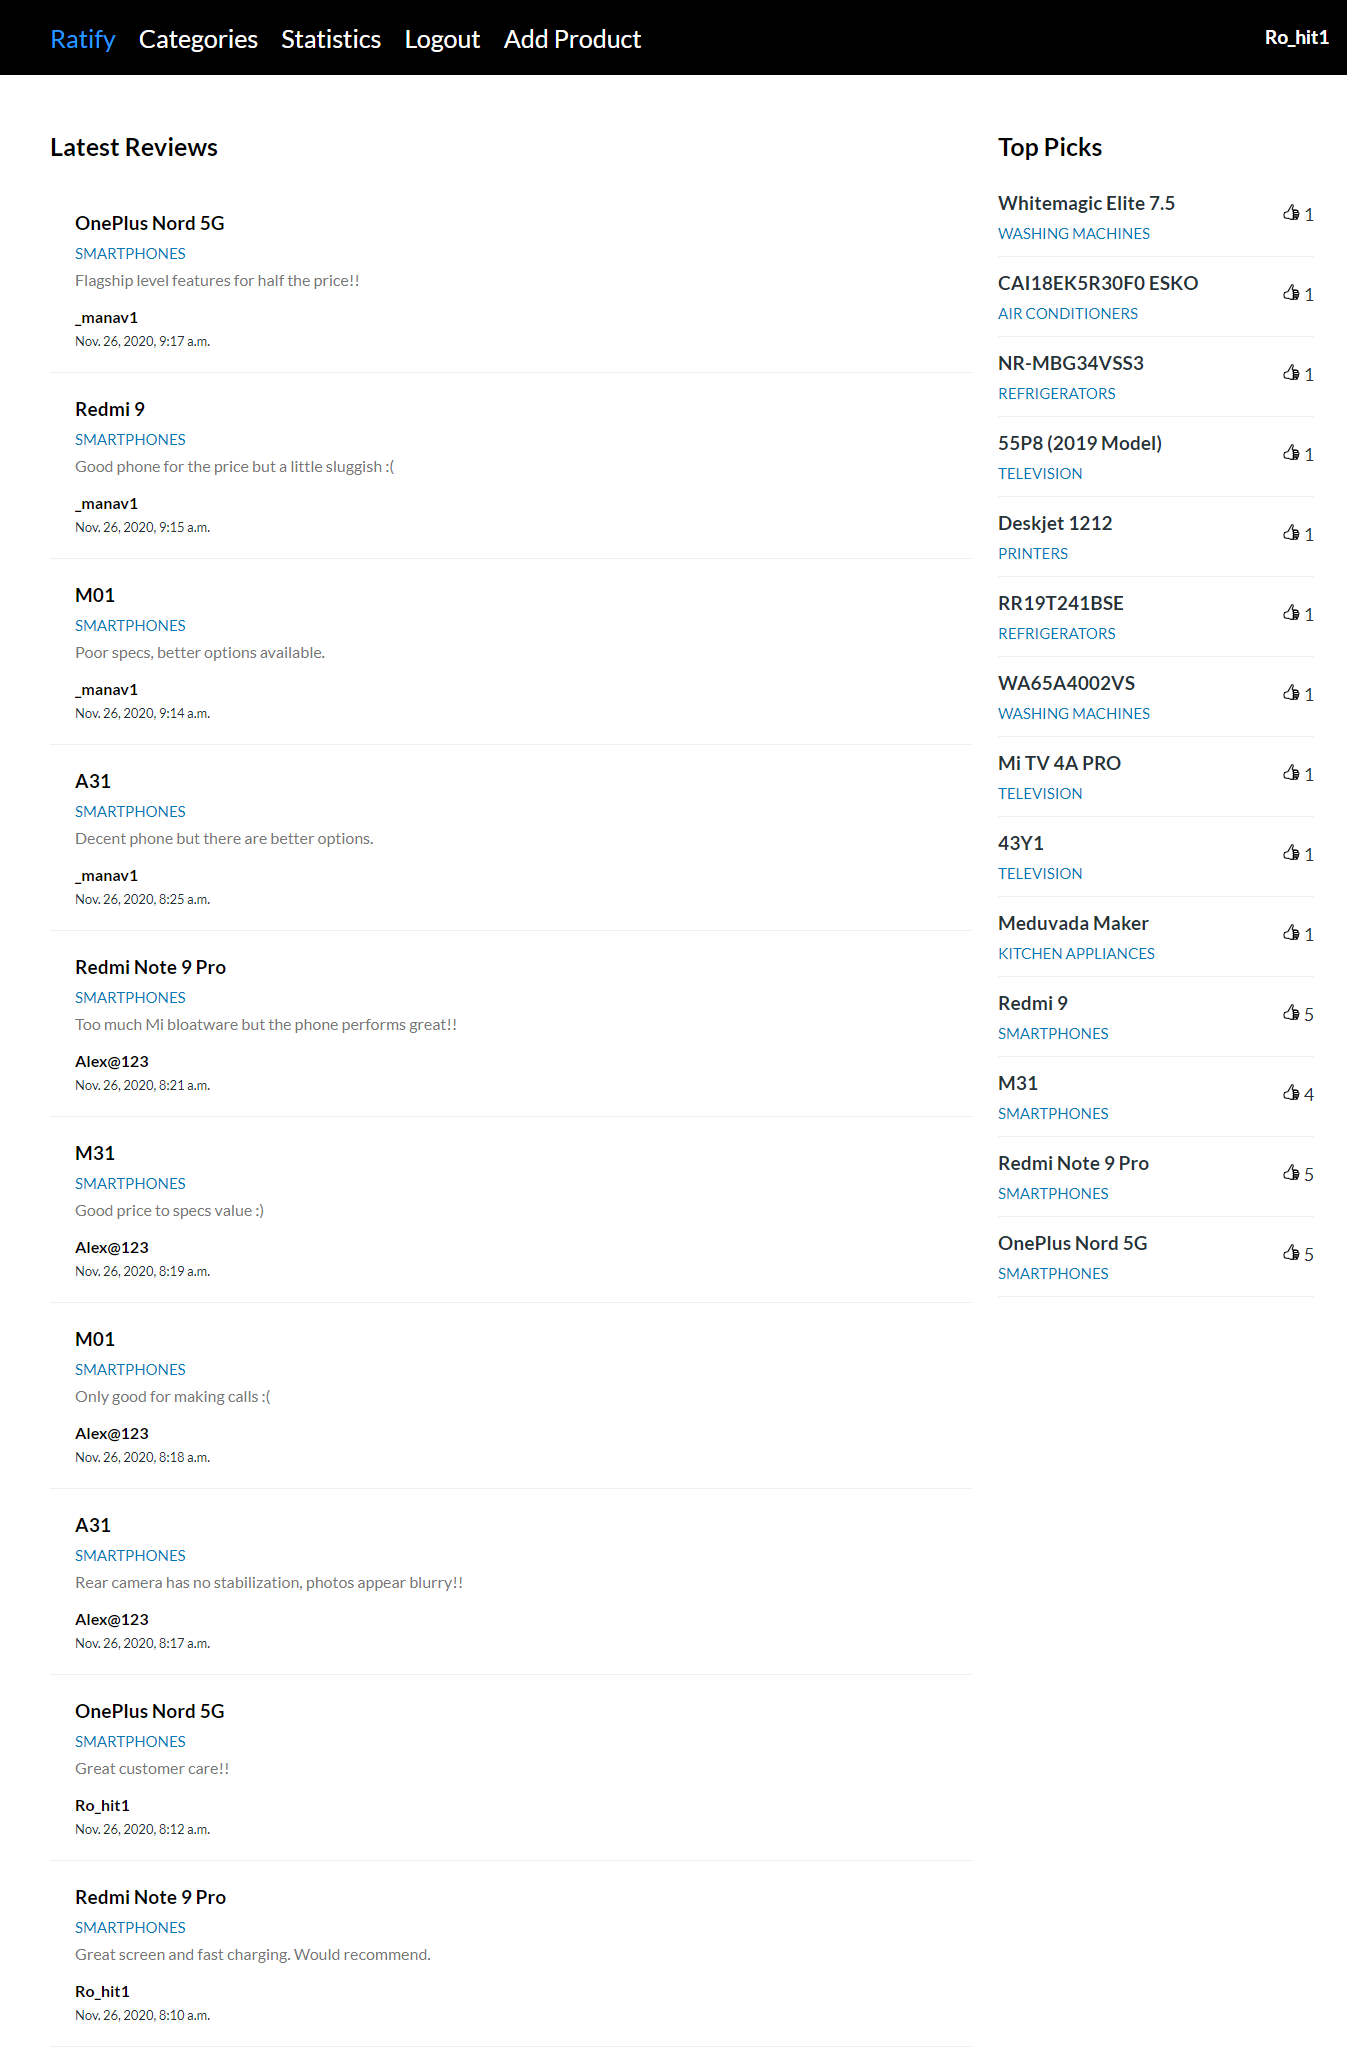 Ratify Categories Statistics Logout Add Product Ro_hit1
Latest Reviews
OnePlus Nord 5G
SMARTPHONES
Flagship level features for half the price!!
_manav1
Nov. 26, 2020, 9:17 a.m.
Redmi 9
SMARTPHONES
Good phone for the price but a little sluggish :(
_manav1
Nov. 26, 2020, 9:15 a.m.
M01
SMARTPHONES
Poor specs, better options available.
_manav1
Nov. 26, 2020, 9:14 a.m.
A31
SMARTPHONES
Decent phone but there are better options.
_manav1
Nov. 26, 2020, 8:25 a.m.
Redmi Note 9 Pro
SMARTPHONES
Too much Mi bloatware but the phone performs great!!
Alex@123
Nov. 26, 2020, 8:21 a.m.
M31
SMARTPHONES
Good price to specs value :)
Alex@123
Nov. 26, 2020, 8:19 a.m.
M01
SMARTPHONES
Only good for making calls :(
Alex@123
Nov. 26, 2020, 8:18 a.m.
A31
SMARTPHONES
Rear camera has no stabilization, photos appear blurry!!
Alex@123
Nov. 26, 2020, 8:17 a.m.
OnePlus Nord 5G
SMARTPHONES
Great customer care!!
Ro_hit1
Nov. 26, 2020, 8:12 a.m.
Redmi Note 9 Pro
SMARTPHONES
Great screen and fast charging. Would recommend.
Ro_hit1
Nov. 26, 2020, 8:10 a.m.
Top Picks
Whitemagic Elite 7.5
1
WASHING MACHINES
CAI18EK5R30F0 ESKO
1
AIR CONDITIONERS
NR-MBG34VSS3
1
REFRIGERATORS
55P8 (2019 Model)
1
TELEVISION
Deskjet 1212
1
PRINTERS
RR19T241BSE
1
REFRIGERATORS
WA65A4002VS
1
WASHING MACHINES
Mi TV 4A PRO
1
TELEVISION
43Y1
1
TELEVISION
Meduvada Maker
1
KITCHEN APPLIANCES
Redmi 9
5
SMARTPHONES
M31
4
SMARTPHONES
Redmi Note 9 Pro
5
SMARTPHONES
OnePlus Nord 5G
5
SMARTPHONES